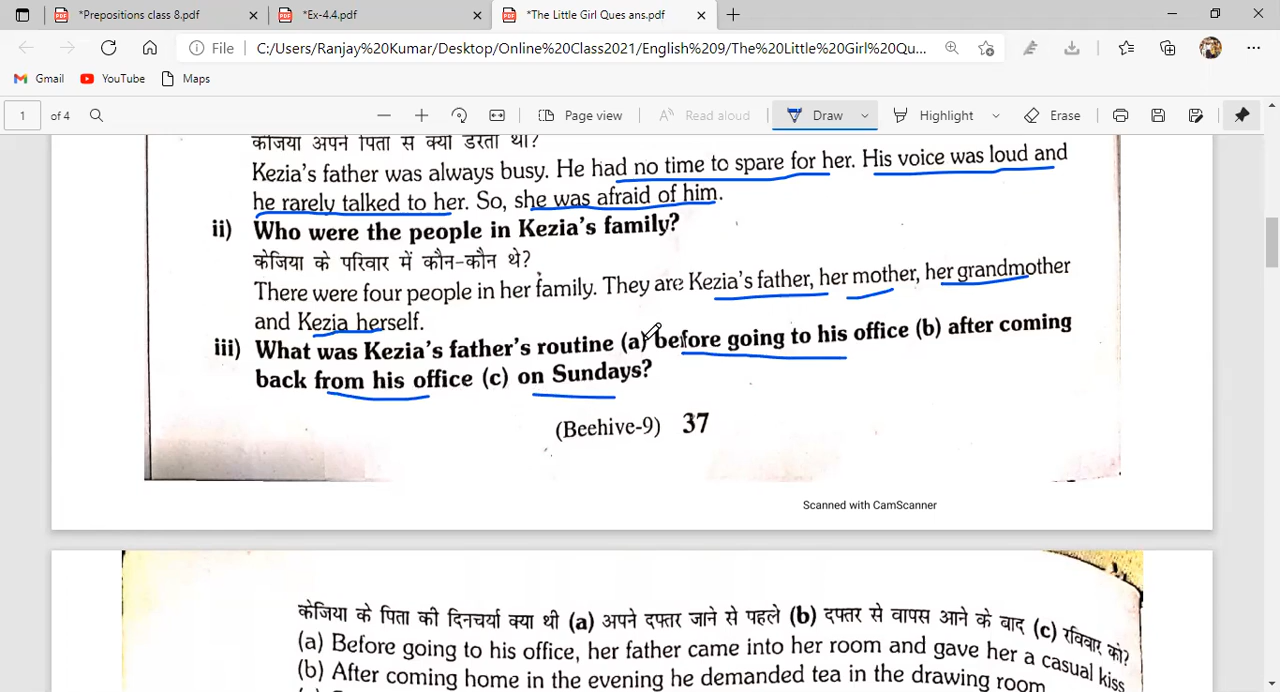 *Prepositions class 8.pdf
*Ex-4.4.pdf
*The Little Girl Ques ans.pdf
File
C:/Users/Ranjay%20Kumar/Desktop/Online%20Class2021/English%209/The%20Little%20Girl%20Qu...
Gmail
YouTube
Maps
1 of 4
Page view
Read aloud
Draw
Highlight
Erase
केजिया अपने पिता से क्यों डरती थी?
Kezia's father was always busy. He had no time to spare for her. His voice was loud and
he rarely talked to her. So, she was afraid of him.
ii) Who were the people in Kezia's family?
केजिया के परिवार में कौन-कौन थे?
There were four people in her family. They are Kezia's father, her mother, her grandmother
and Kezia herself.
iii) What was Kezia's father's routine (a) before going to his office (b) after coming
back from his office (c) on Sundays?
(Beehive-9) 37
Scanned with CamScanner
केजिया के पिता की दिनचर्या क्या थी (a) अपने दफ्तर जाने से पहले (b) दफ्तर से वापस आने के वाद (c) रविवार को?
(a) Before going to his office, her father came into her room and gave her a casual kiss
(b) After coming home in the evening he demanded tea in the drawing room